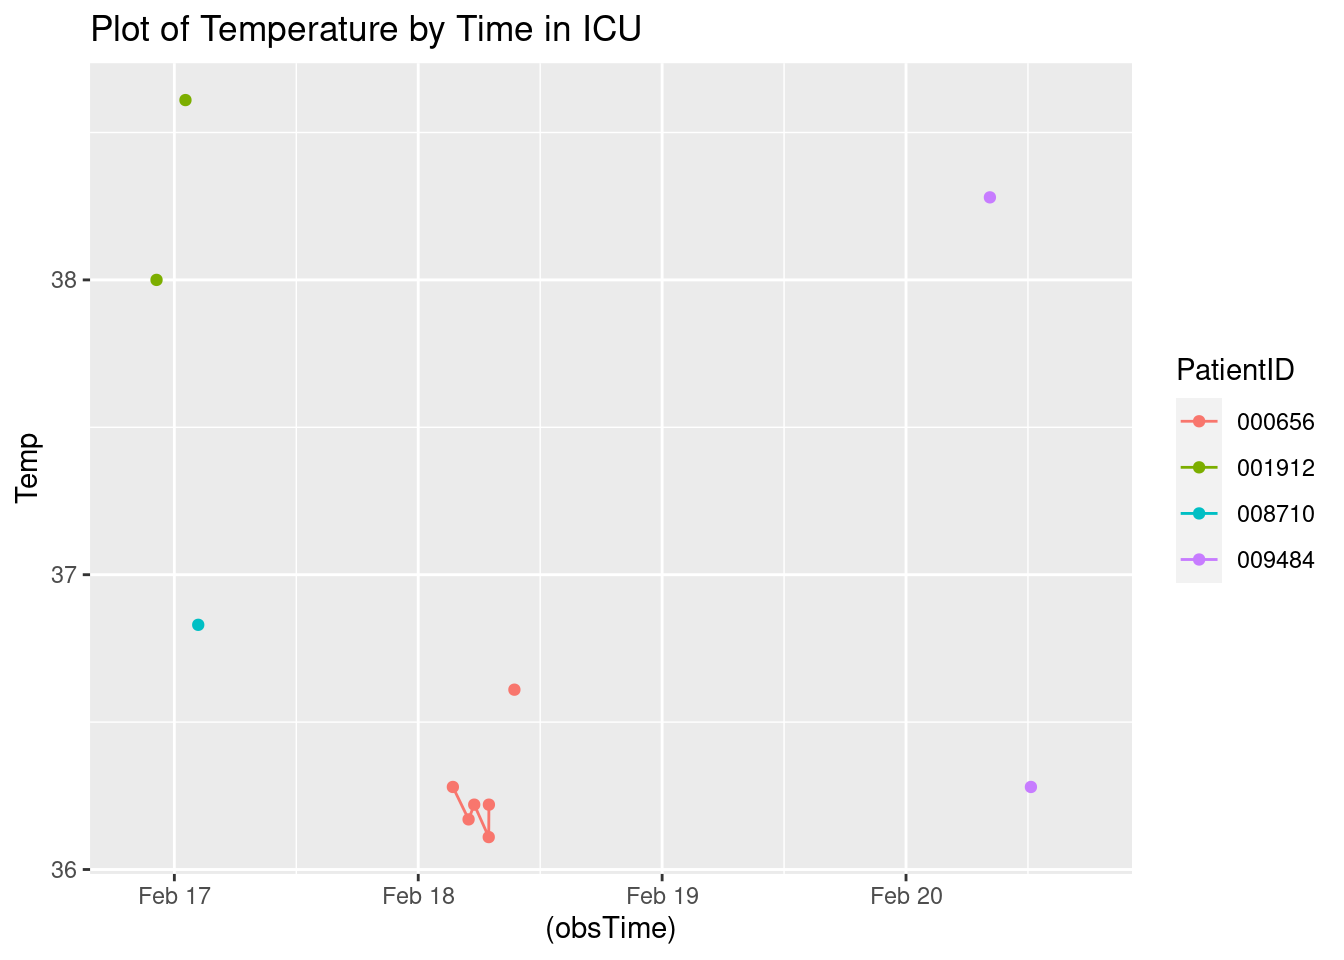 Plot of Temperature by Time in ICU
38
37
36
Temp
Feb 17
Feb 18
Feb 19
Feb 20
(obsTime)
PatientID
000656
001912
008710
009484